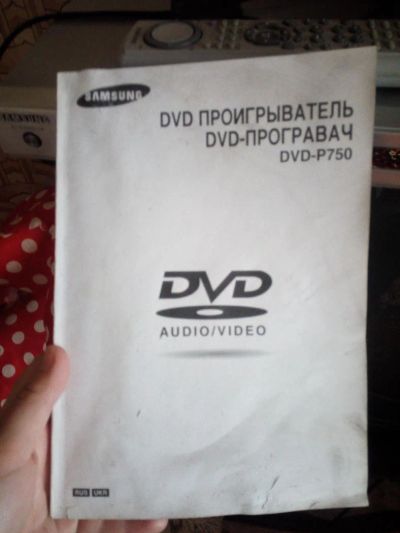 SAMSUNG
DVD ПРОИГРЫВАТЕЛЬ
DVD-ПРОГРАВАЧ
DVD-P750
DVD
AUDIO/VIDEO
RUS UKR